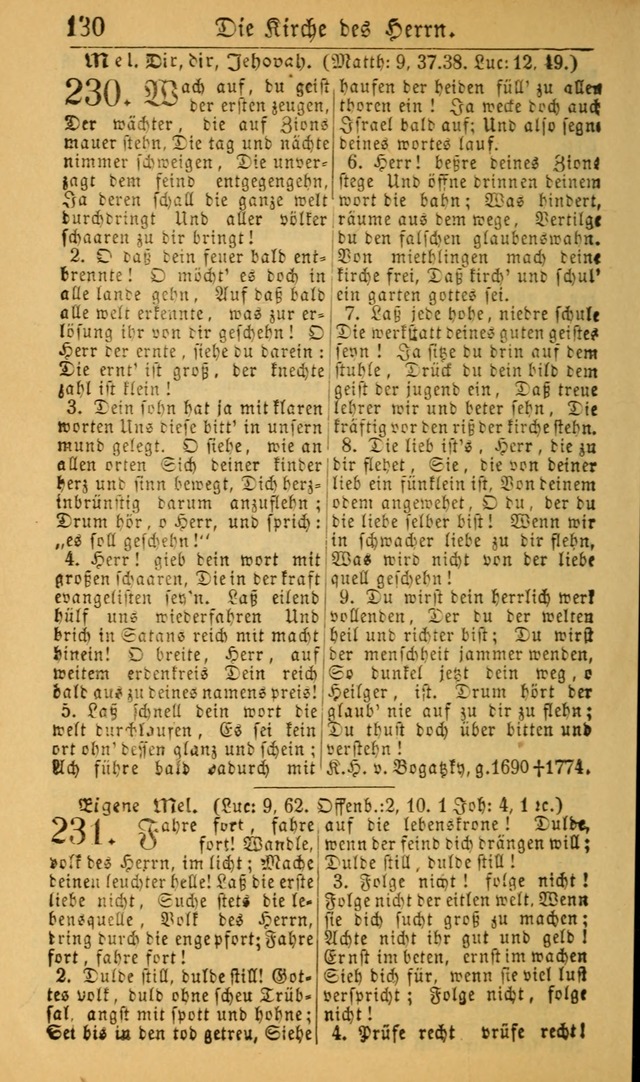 130 Die Kirche des Herrn.
Mel. Dir, dir, Jehovah. (Matth: 9, 37.38. Luc: 12, 49.)
230. Wach auf, du geist
der ersten zeugen,
Der wächter, die auf Zions
mauer stehn, Die tag und nächte
nimmer schweigen, Die unver-
zagt dem feind entgegengehn,
Ja deren schall die ganze welt
durchdringt Und aller völker
schaaren zu dir bringt!
2. O daß dein feuer bald ent-
brennte! O möcht' es doch in
alle lande gehn, Auf daß bald
alle welt erkennte, was zur er-
lösung ihr von dir geschehn! O
Herr der ernte, siehe du darein:
Die ernt' ist groß, der knechte
zahl ist klein!
3. Dein sohn hat ja mit klaren
worten Uns diese bitt' in unsern
mund gelegt. O siehe, wie an
allen orten Sich deiner kinder
herz und sinn bewegt, Dich herz-
inbrünstig darum anzuflehn;
Drum hör, o Herr, und sprich:
„es soll geschehn!“
4. Herr! gieb dein wort mit
großen schaaren, Die in der kraft
evangelisten sey'n. Laß eilend
hülf uns wiederfahren Und
brich in Satans reich mit macht
hinein! O breite, Herr, auf
weitem erdenkreis Dein reich
bald aus zu deines namens preis!
5. Laß schnell dein wort die
welt durchlaufen, Es sei kein
ort ohn' dessen glanz und schein;
Ach führe bald dadurch mit
haufen der heiden füll' zu allen
thoren ein! Ja wecke doch auch
Israel bald auf; Und also segne
deines wortes lauf.
6. Herr! beßre deines Zions
stege Und öffne drinnen deinem
wort die bahn; Was hindert,
räume aus dem wege, Vertilge
du den falschen glaubenswahn.
Von miethlingen mach deine
kirche frei, Daß kirch' und schul'
ein garten gottes sei.
7. Laß jede hohe, niedre schule
Die werkstatt deines guten geistes
seyn! Ja sitze du drin auf dem
stuhle, Drück du dein bild dem
geist der jugend ein, Daß treue
lehrer wir und beter sehn, Die
kräftig vor den riß der kirche stehn.
8. Die lieb ist's, Herr, die zu
dir flehet, Sie, die von deiner
lieb ein fünklein ist, Von deinem
odem angewehet, O du, der du
die liebe selber bist! Wenn wir
in schwacher liebe zu dir flehn,
Was wird nicht von der liebe
quell geschehn!
9. Du wirst dein herrlich werk
vollenden, Der du der welten
heil und richter bist; Du wirst
der menschheit jammer wenden,
So dunkel jetzt dein weg, o
Heilger, ist. Drum hört der
glaub' nie auf zu dir zu flehn;
Du thust doch über bitten und
verstehn!
K.H. v. Bogatzky, g.1690 †1774.
Eigene Mel. (Luc: 9, 62. Offenb.:2, 10. 1 Joh: 4, 1 ꝛc.)
231. Fahre fort, fahre
fort! Wandle,
volk des Herrn, im licht; Mache
deinen leuchter helle! Laß die erste
liebe nicht, Suche stets die le-
bensquelle, Volk des Herrn,
dring durch die enge pfort; Fahre
fort, fahre fort!
2. Dulde still, dulde still! Got-
tes volk, duld ohne scheu Trüb-
sal, angst mit spott und hohne;
Sei bis in den tod getreu, Siehe
auf die lebenskrone! Dulde,
wenn der feind dich drängen will;
Dulde still, dulde still!
3. Folge nicht! folge nicht!
Folge nicht der eitlen welt, Wenn
sie dich sucht groß zu machen;
Achte nicht ihr gut und geld!
Ernst im beten, ernst im wachen
Sieh dich für, wenn sie viel lust
verspricht; Folge nicht, folge
nicht!
4. Prüfe recht prüfe recht!